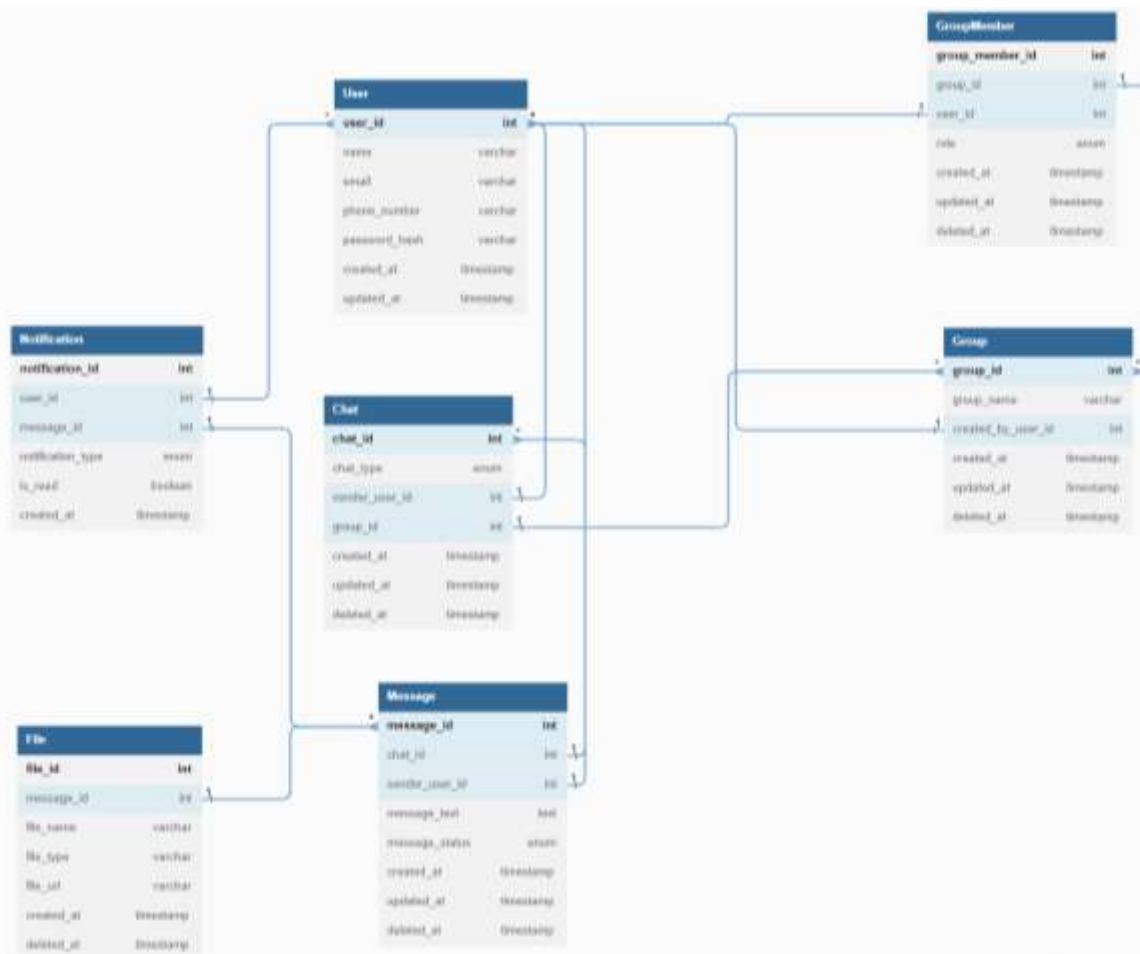 GroupMember
group_member_id int
group_id int
user_id int
role enum
created_at timestamp
updated_at timestamp
deleted_at timestamp
User
user_id int
name varchar
email varchar
phone_number varchar
password_hash varchar
created_at timestamp
updated_at timestamp
Notification
notification_id int
user_id int
message_id int
notification_type enum
is_read boolean
created_at timestamp
Chat
chat_id int
chat_type enum
sender_user_id int
group_id int
created_at timestamp
updated_at timestamp
deleted_at timestamp
Group
group_id int
group_name varchar
created_by_user_id int
created_at timestamp
updated_at timestamp
deleted_at timestamp
Message
message_id int
chat_id int
sender_user_id int
message_text text
message_status enum
created_at timestamp
updated_at timestamp
deleted_at timestamp
File
file_id int
message_id int
file_name varchar
file_type varchar
file_url varchar
created_at timestamp
deleted_at timestamp